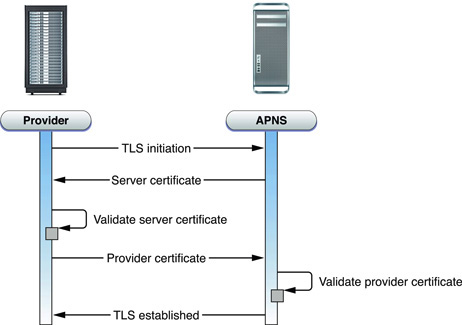 Provider
APNS
TLS initiation
Server certificate
Validate server certificate
Provider certificate
Validate provider certificate
TLS established